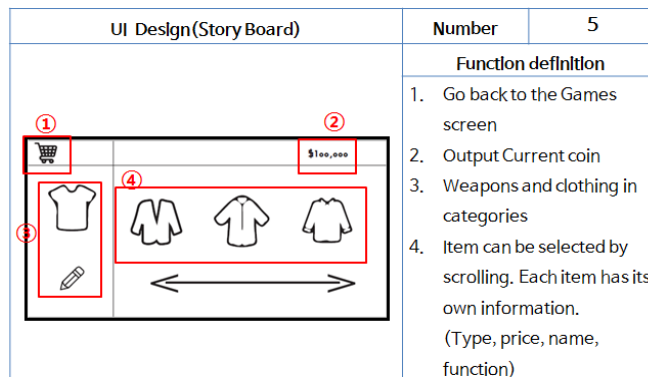 UI Design(Story Board)
Number
5
Function definition
①
②
$100,000
③
④
1. Go back to the Games
screen
2. Output Current coin
3. Weapons and clothing in
categories
4. Item can be selected by
scrolling. Each item has its
own information.
(Type, price, name,
function)